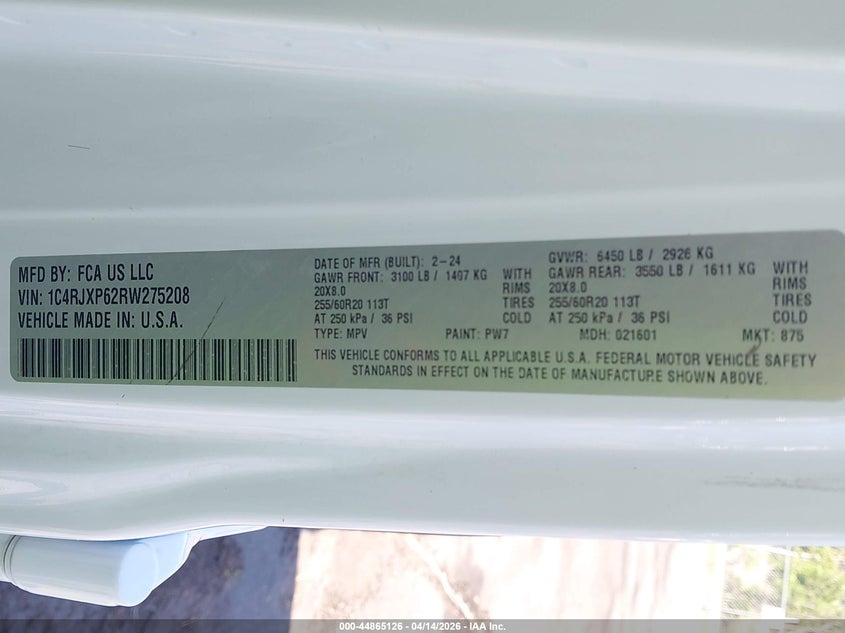 MFD BY: FCA US LLC
VIN: 1C4RJXP62RW275208
VEHICLE MADE IN: U.S.A.
DATE OF MFR (BUILT): 2-24
GVWR: 6450 LB / 2926 KG
GAWR FRONT: 3100 LB / 1407 KG WITH
GAWR REAR: 3550 LB / 1611 KG WITH
20X8.0 RIMS
20X8.0 RIMS
255/60R20 113T TIRES
255/60R20 113T TIRES
AT 250 kPa / 36 PSI COLD
AT 250 kPa / 36 PSI COLD
TYPE: MPV PAINT: PW7 MDH: 021601 MKT: 875
THIS VEHICLE CONFORMS TO ALL APPLICABLE U.S.A. FEDERAL MOTOR VEHICLE SAFETY
STANDARDS IN EFFECT ON THE DATE OF MANUFACTURE SHOWN ABOVE.
000-44865126 - 04/14/2026 - IAA Inc.